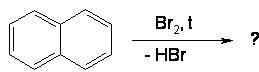 Br₂, t
- HBr
?